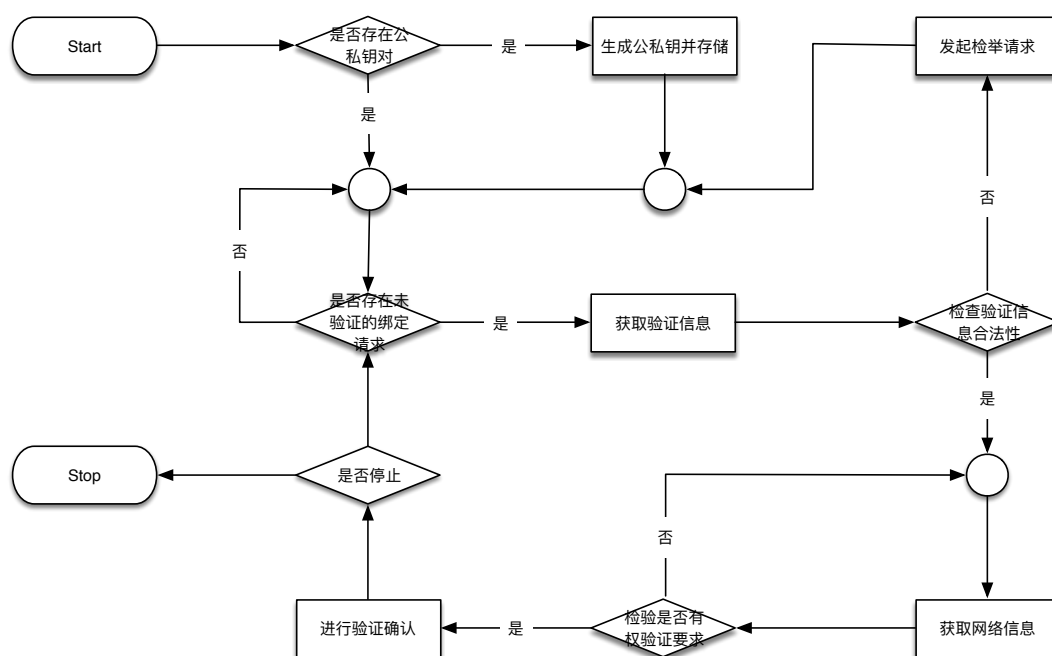 Start
是否存在公
私钥对
是
生成公私钥并存储
发起检举请求
是
否
否
是否存在未
验证的绑定
请求
是
获取验证信息
检查验证信
息合法性
是
Stop
是否停止
否
进行验证确认
是
检验是否有
权验证要求
获取网络信息